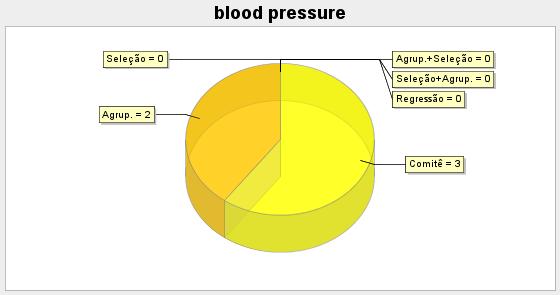 blood pressure
Seleção = 0
Agrup.+Seleção = 0
Seleção+Agrup. = 0
Regressão = 0
Agrup. = 2
Comitê = 3